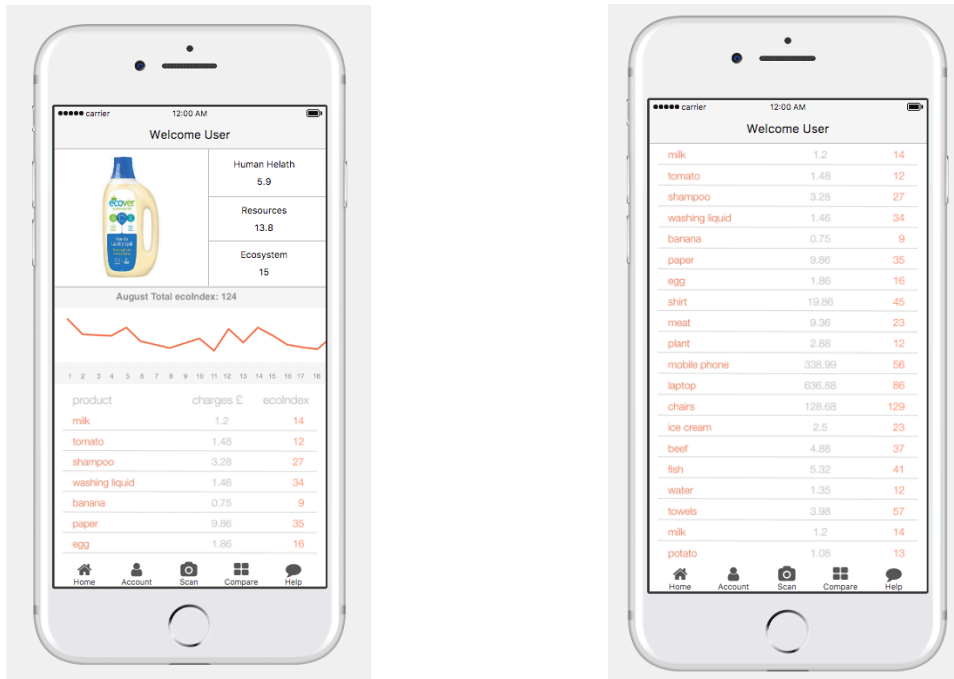 carrier 12:00 AM
Welcome User
ecover
Human Helath
5.9
Resources
13.8
Ecosystem
15
August Total ecoIndex: 124
1 2 3 4 5 6 7 8 9 10 11 12 13 14 15 16 17 18
product charges £ ecoIndex
milk 1.2 14
tomato 1.48 12
shampoo 3.28 27
washing liquid 1.46 34
banana 0.75 9
paper 9.86 35
egg 1.86 16
Home Account Scan Compare Help
carrier 12:00 AM
Welcome User
milk 1.2 14
tomato 1.48 12
shampoo 3.28 27
washing liquid 1.46 34
banana 0.75 9
paper 9.86 35
egg 1.86 16
shirt 19.86 45
meat 9.36 23
plant 2.88 12
mobile phone 338.99 56
laptop 636.88 86
chairs 128.68 129
ice cream 2.5 23
beef 4.88 37
fish 5.32 41
water 1.35 12
towels 3.98 57
milk 1.2 14
potato 1.08 13
Home Account Scan Compare Help